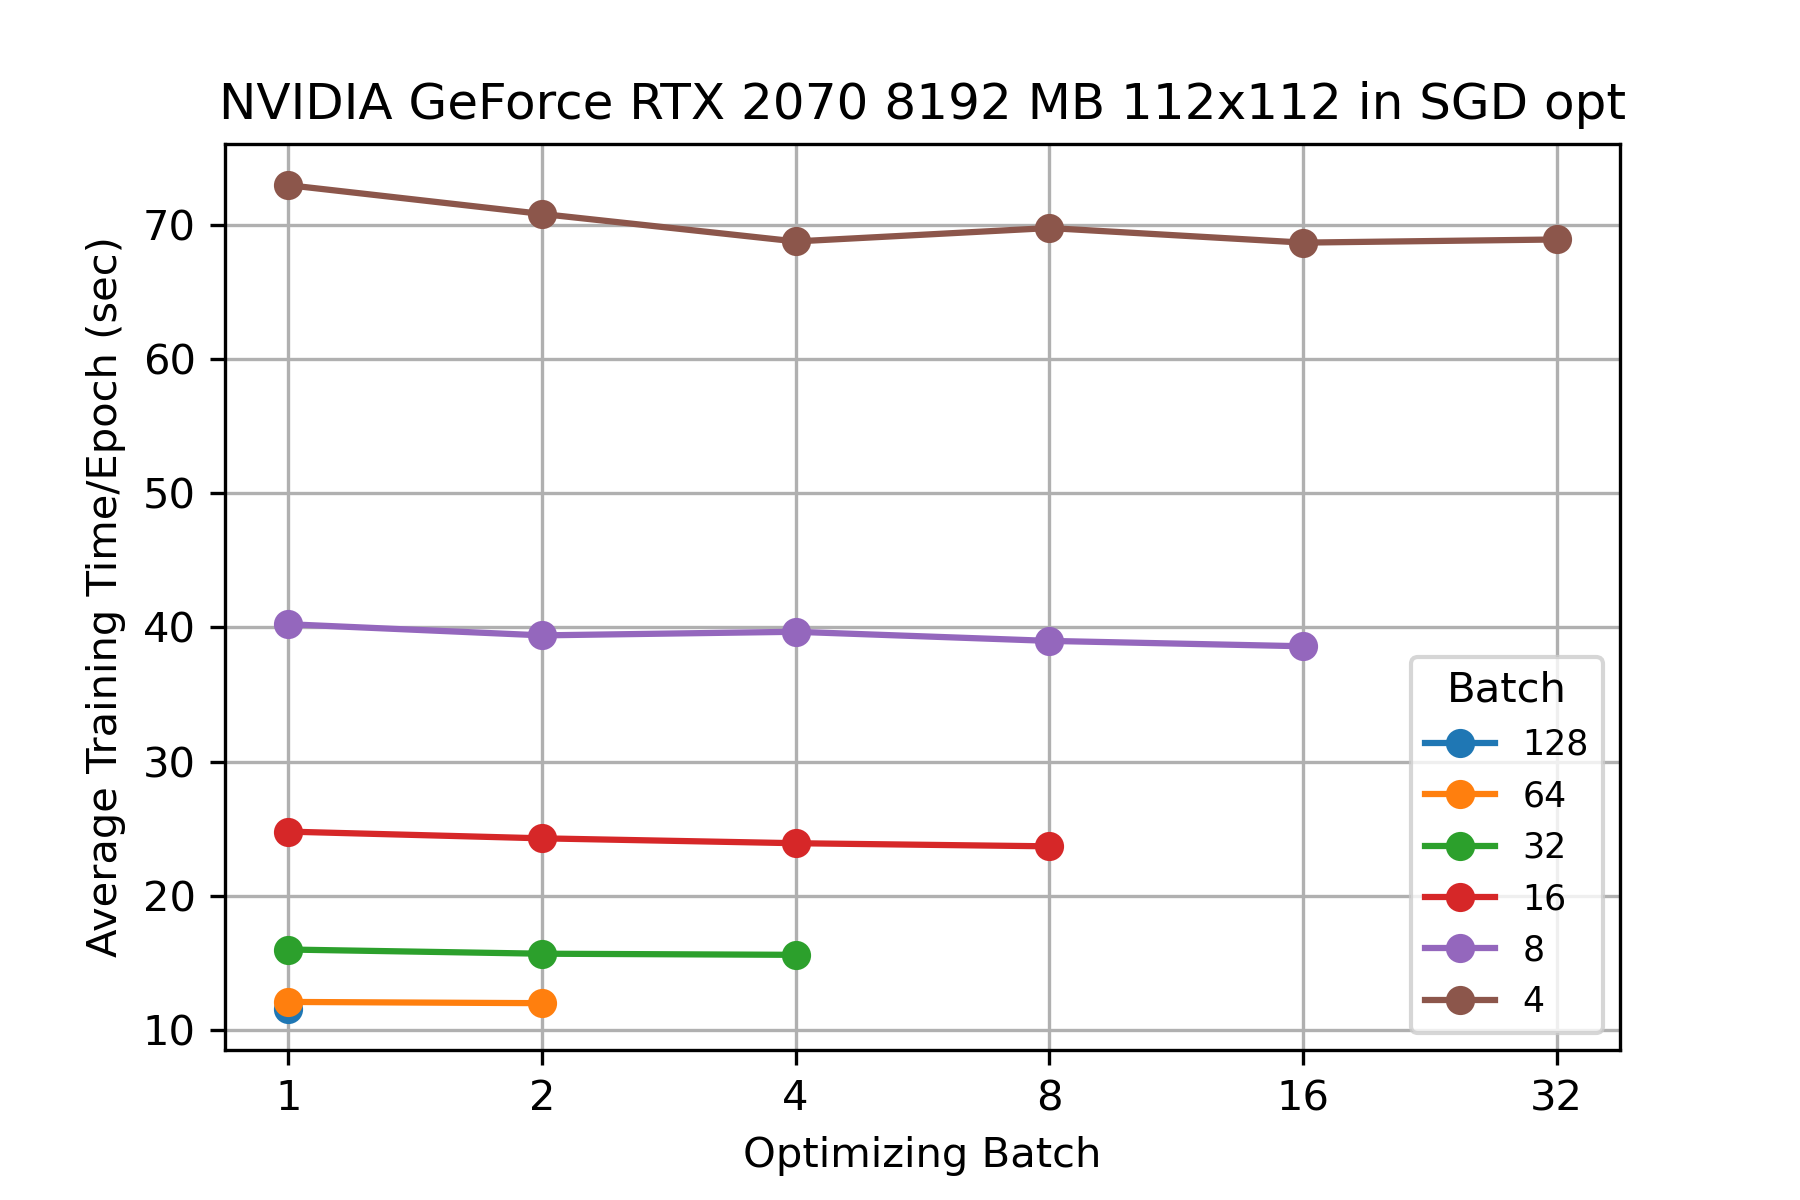 NVIDIA GeForce RTX 2070 8192 MB 112x112 in SGD opt
Average Training Time/Epoch (sec)
70
60
50
40
30
20
10
1 2 4 8 16 32
Optimizing Batch
Batch
128
64
32
16
8
4